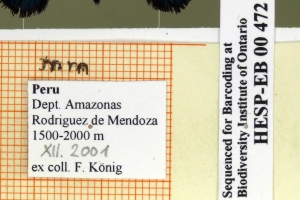 mm
Peru
Dept. Amazonas
Rodriguez de Mendoza
1500-2000 m
XII. 2001
ex coll. F. König
Sequenced for Barcoding at
Biodiversity Institute of Ontario
HESP-EB 00 472